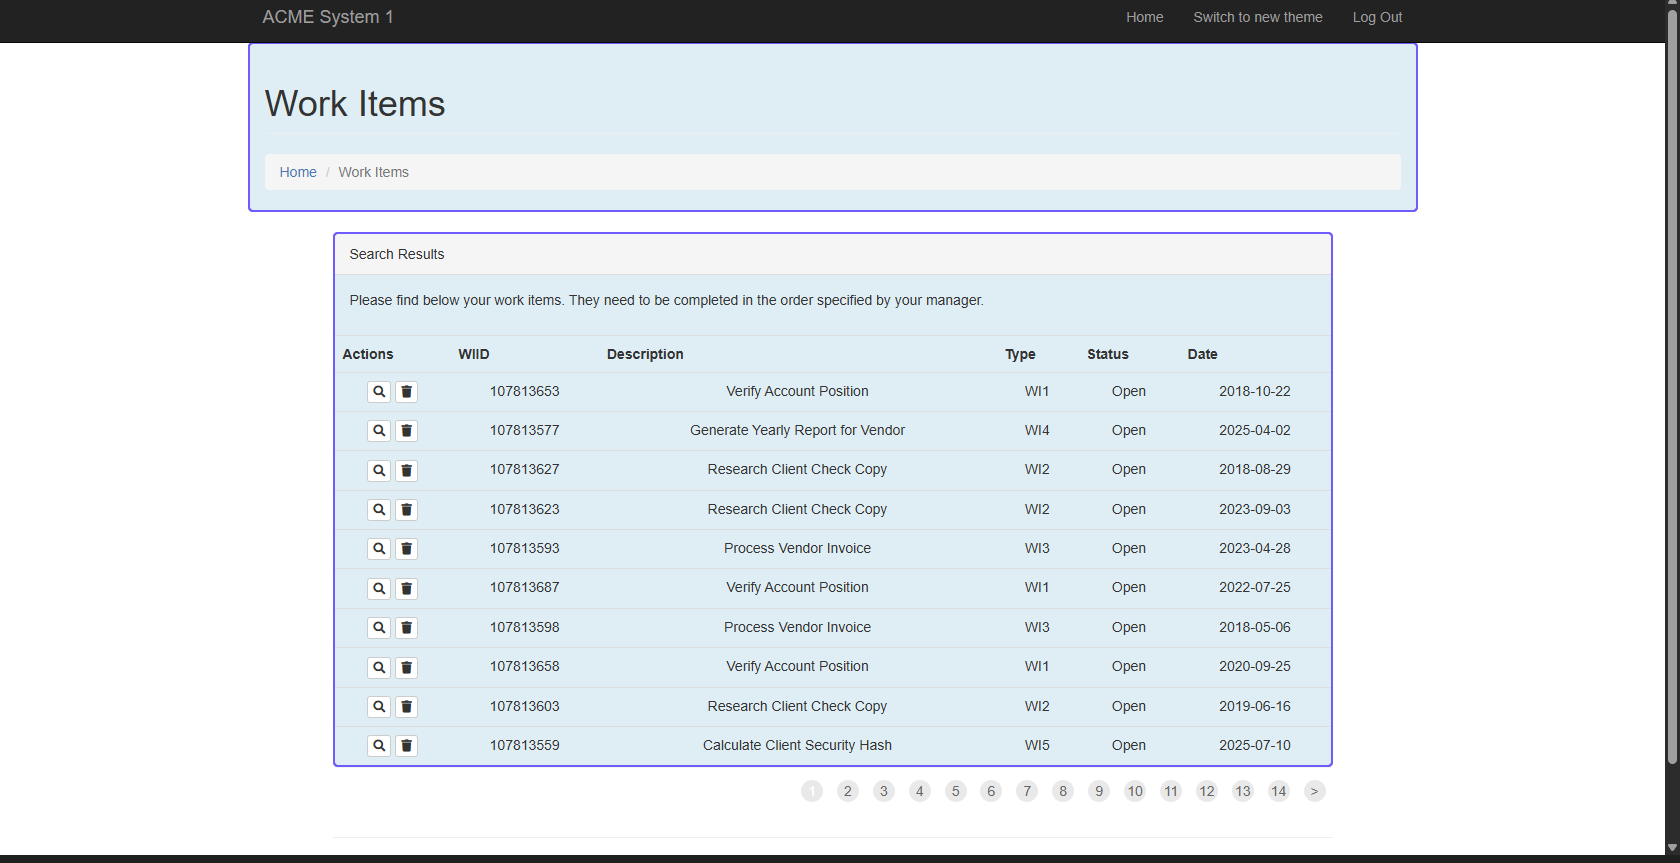 ACME System 1 Home Switch to new theme Log Out
Work Items
Home / Work Items
Search Results
Please find below your work items. They need to be completed in the order specified by your manager.
Actions WIID Description Type Status Date
107813653 Verify Account Position WI1 Open 2018-10-22
107813577 Generate Yearly Report for Vendor WI4 Open 2025-04-02
107813627 Research Client Check Copy WI2 Open 2018-08-29
107813623 Research Client Check Copy WI2 Open 2023-09-03
107813593 Process Vendor Invoice WI3 Open 2023-04-28
107813687 Verify Account Position WI1 Open 2022-07-25
107813598 Process Vendor Invoice WI3 Open 2018-05-06
107813658 Verify Account Position WI1 Open 2020-09-25
107813603 Research Client Check Copy WI2 Open 2019-06-16
107813559 Calculate Client Security Hash WI5 Open 2025-07-10
1 2 3 4 5 6 7 8 9 10 11 12 13 14 >